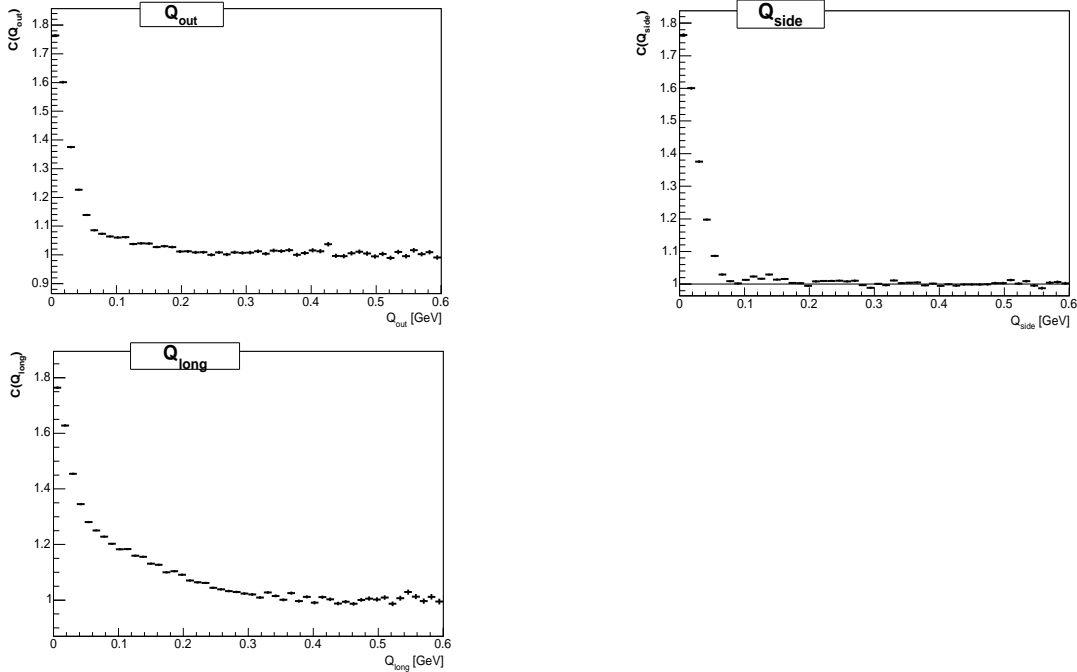 Q_out
C(Q_out)
1.8
1.7
1.6
1.5
1.4
1.3
1.2
1.1
1
0.9
0 0.1 0.2 0.3 0.4 0.5 0.6
Q_out [GeV]
Q_side
C(Q_side)
1.8
1.7
1.6
1.5
1.4
1.3
1.2
1.1
1
0 0.1 0.2 0.3 0.4 0.5 0.6
Q_side [GeV]
Q_long
C(Q_long)
1.8
1.6
1.4
1.2
1
0 0.1 0.2 0.3 0.4 0.5 0.6
Q_long [GeV]